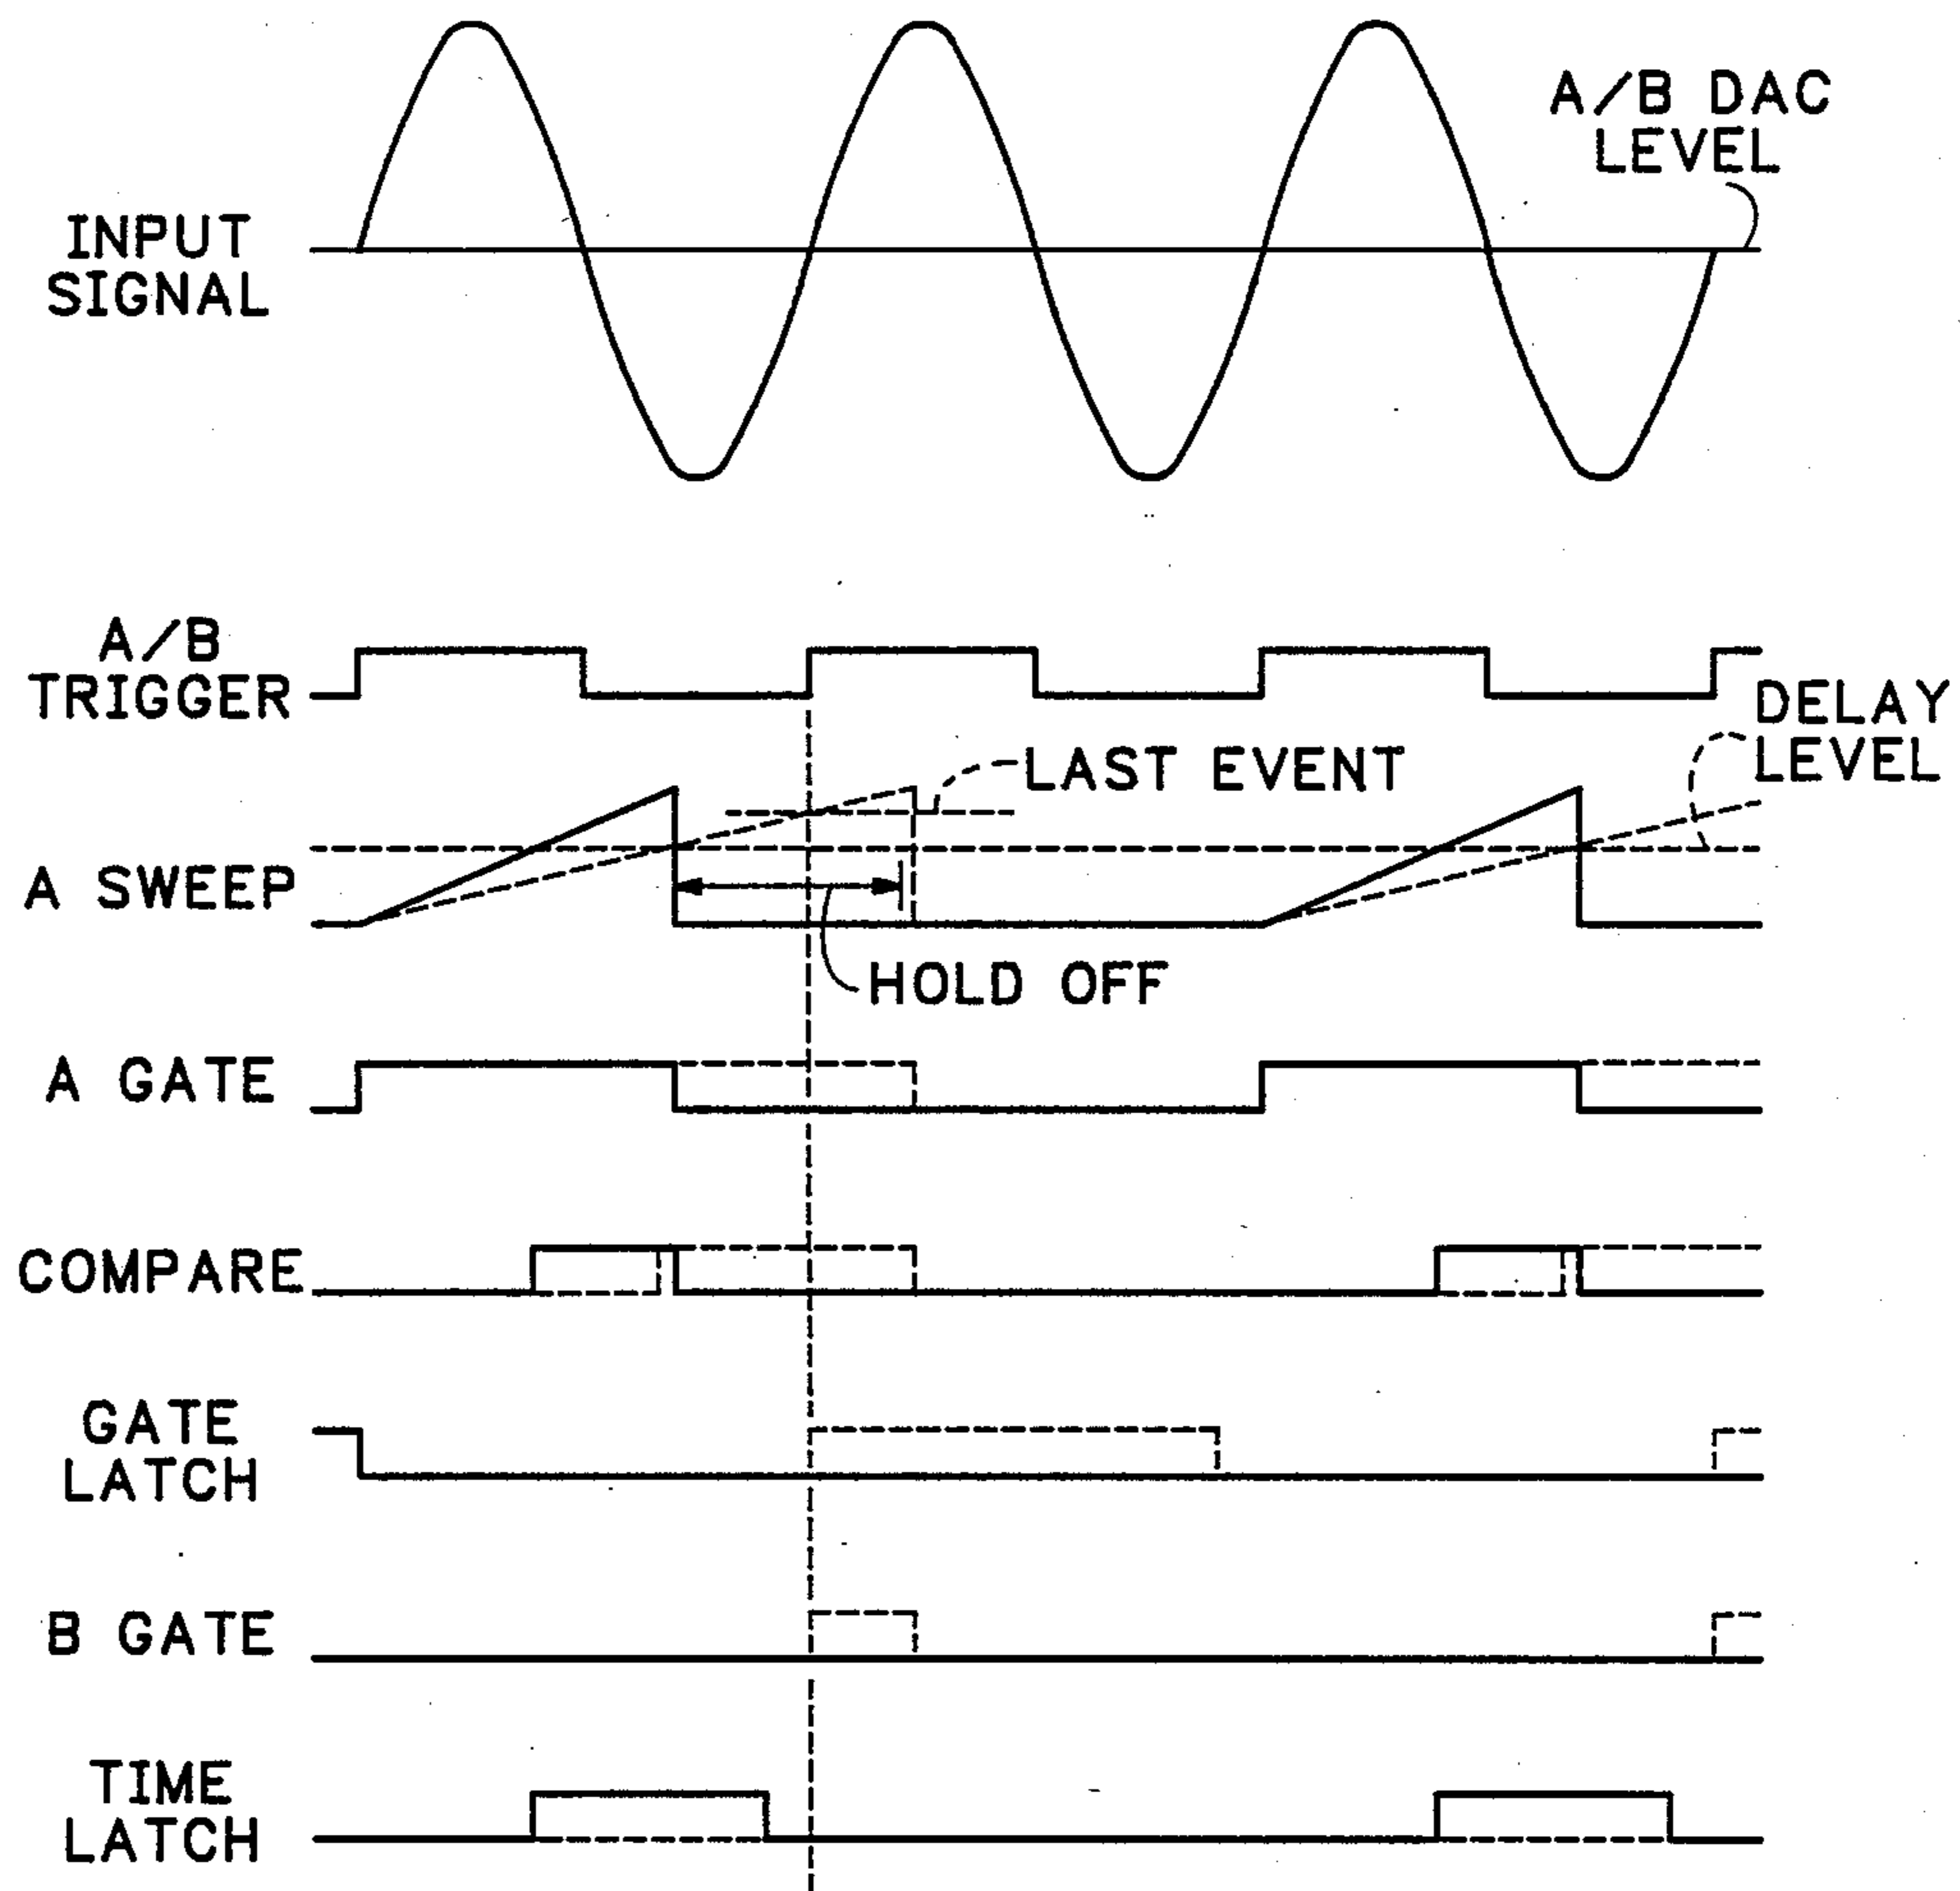 A/B DAC
LEVEL
INPUT
SIGNAL
A/B
TRIGGER
DELAY
LEVEL
LAST EVENT
A SWEEP
HOLD OFF
A GATE
COMPARE
GATE
LATCH
B GATE
TIME
LATCH